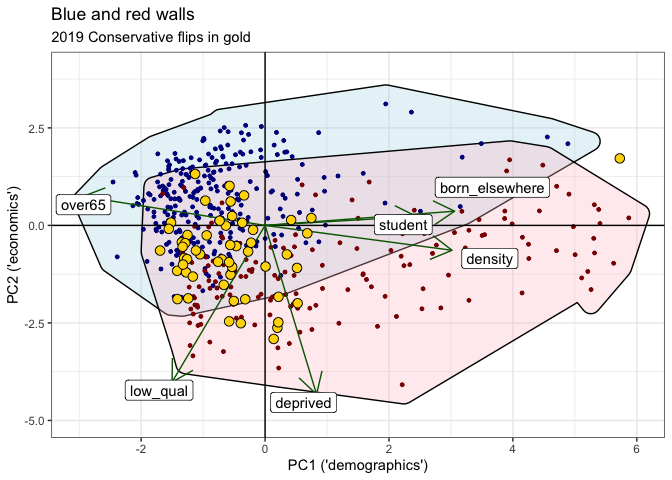 Blue and red walls
2019 Conservative flips in gold
PC2 ('economics')
2.5
0.0
-2.5
-5.0
born_elsewhere
over65
student
density
low_qual
deprived
-2
0
2
4
6
PC1 ('demographics')